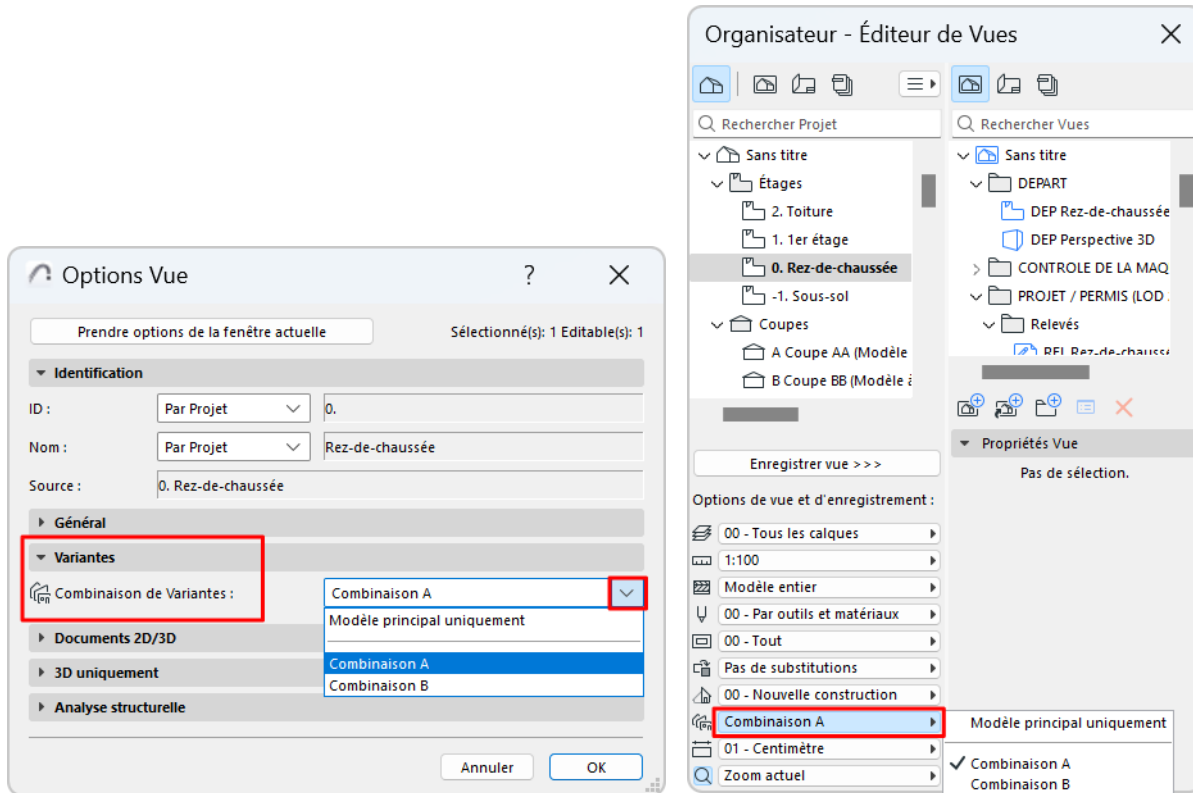 Options Vue
?
Prendre options de la fenêtre actuelle
Sélectionné(s): 1 Editable(s): 1
Identification
ID :
Par Projet
0.
Nom :
Par Projet
Rez-de-chaussée
Source :
0. Rez-de-chaussée
Général
Variantes
Combinaison de Variantes :
Combinaison A
Modèle principal uniquement
Combinaison A
Combinaison B
Documents 2D/3D
3D uniquement
Analyse structurelle
Annuler
OK
Organisateur - Éditeur de Vues
Rechercher Projet
Sans titre
Étages
2. Toiture
1. 1er étage
0. Rez-de-chaussée
-1. Sous-sol
Coupes
A Coupe AA (Modèle
B Coupe BB (Modèle à
Enregistrer vue >>>
Options de vue et d'enregistrement :
00 - Tous les calques
1:100
Modèle entier
00 - Par outils et matériaux
00 - Tout
Pas de substitutions
00 - Nouvelle construction
Combinaison A
01 - Centimètre
Zoom actuel
Rechercher Vues
Sans titre
DEPART
DEP Rez-de-chaussée
DEP Perspective 3D
CONTROLE DE LA MAQ
PROJET / PERMIS (LOD
Relevés
REL Rez-de-chaussé
Propriétés Vue
Pas de sélection.
Modèle principal uniquement
Combinaison A
Combinaison B